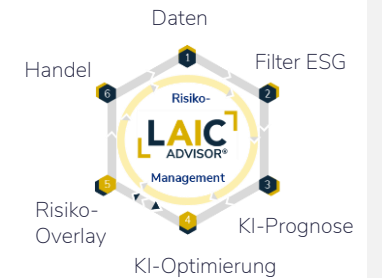 Daten
1
Filter ESG
2
3
KI-Prognose
4
KI-Optimierung
5
Risiko-
Overlay
6
Handel
Risiko-
LAIC
ADVISOR®
Management